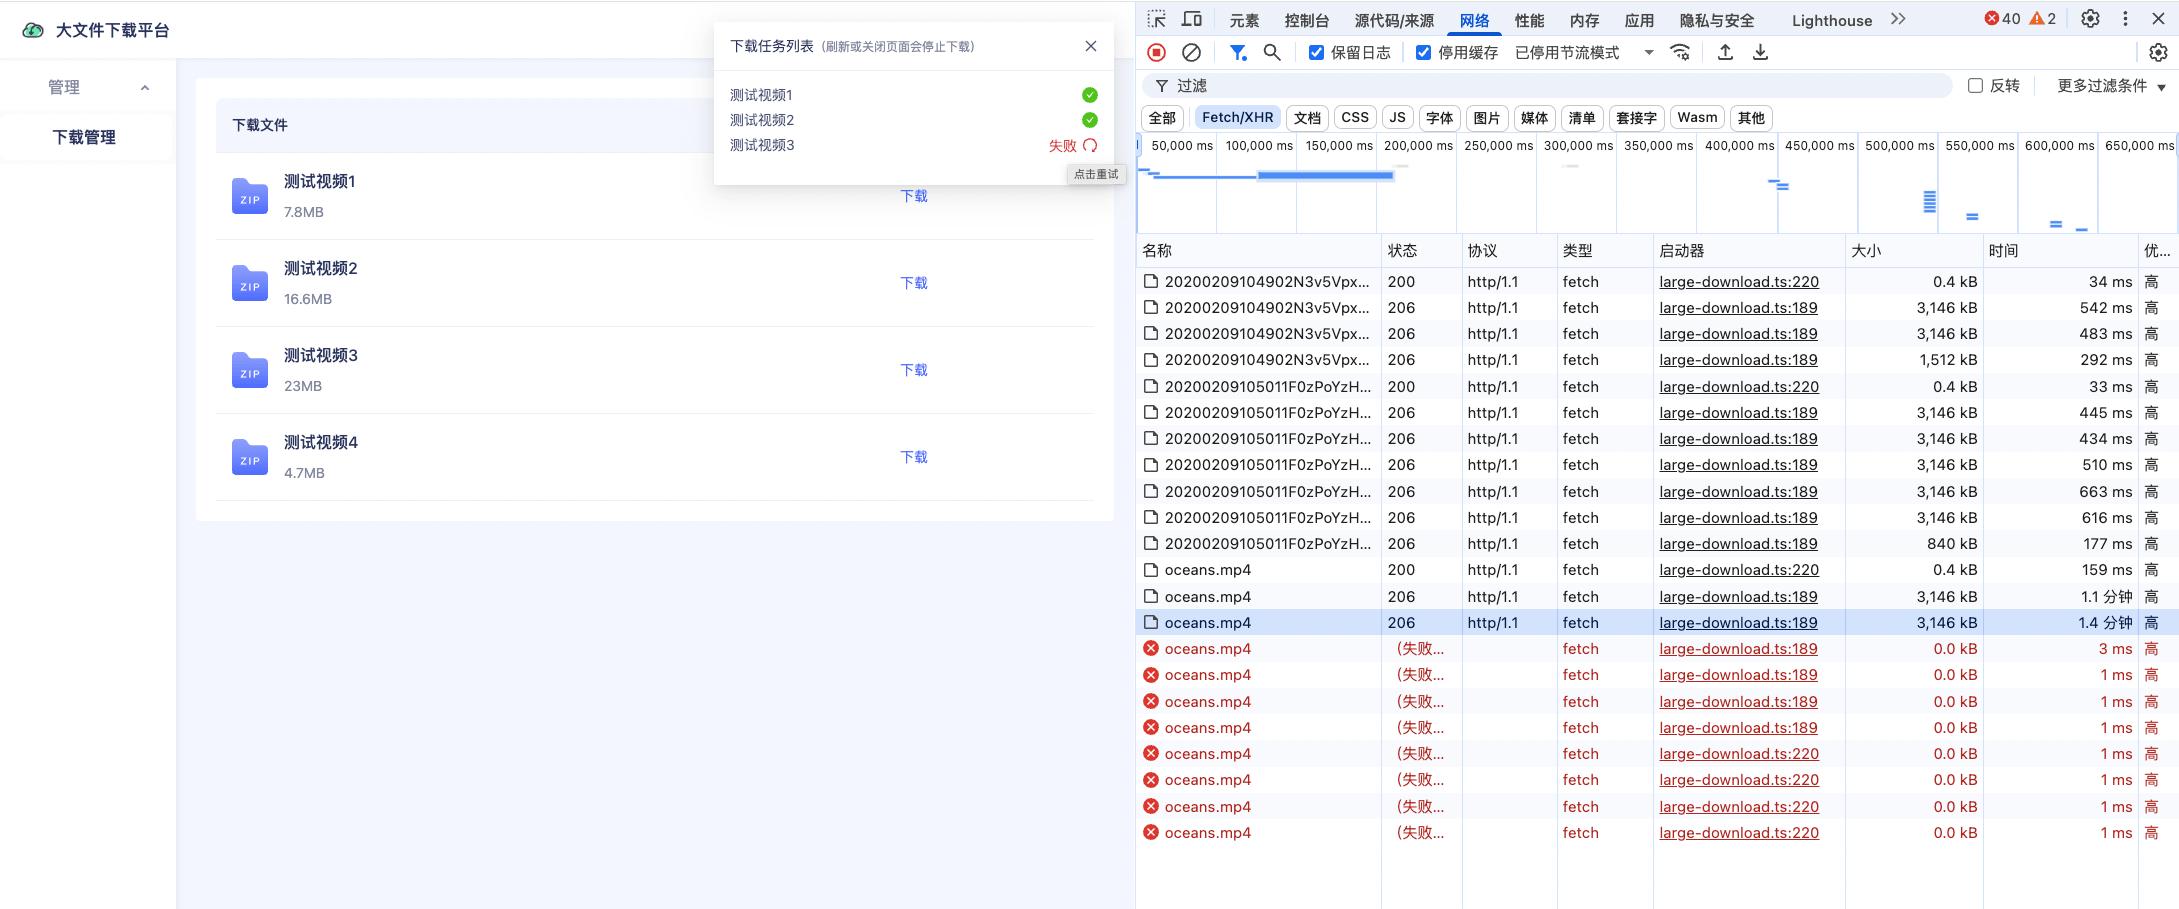 大文件下载平台
管理
下载管理
下载文件
ZIP
测试视频1
7.8MB
下载
ZIP
测试视频2
16.6MB
下载
ZIP
测试视频3
23MB
下载
ZIP
测试视频4
4.7MB
下载
下载任务列表（刷新或关闭页面会停止下载）
测试视频1
测试视频2
测试视频3 失败
点击重试
元素 控制台 源代码/来源 网络 性能 内存 应用 隐私与安全 Lighthouse 40 2
保留日志 停用缓存 已停用节流模式
过滤 反转 更多过滤条件
全部 Fetch/XHR 文档 CSS JS 字体 图片 媒体 清单 套接字 Wasm 其他
50,000 ms 100,000 ms 150,000 ms 200,000 ms 250,000 ms 300,000 ms 350,000 ms 400,000 ms 450,000 ms 500,000 ms 550,000 ms 600,000 ms 650,000 ms
名称 状态 协议 类型 启动器 大小 时间 优...
20200209104902N3v5Vpx... 200 http/1.1 fetch large-download.ts:220 0.4 kB 34 ms 高
20200209104902N3v5Vpx... 206 http/1.1 fetch large-download.ts:189 3,146 kB 542 ms 高
20200209104902N3v5Vpx... 206 http/1.1 fetch large-download.ts:189 3,146 kB 483 ms 高
20200209104902N3v5Vpx... 206 http/1.1 fetch large-download.ts:189 1,512 kB 292 ms 高
20200209105011F0zPoYzH... 200 http/1.1 fetch large-download.ts:220 0.4 kB 33 ms 高
20200209105011F0zPoYzH... 206 http/1.1 fetch large-download.ts:189 3,146 kB 445 ms 高
20200209105011F0zPoYzH... 206 http/1.1 fetch large-download.ts:189 3,146 kB 434 ms 高
20200209105011F0zPoYzH... 206 http/1.1 fetch large-download.ts:189 3,146 kB 510 ms 高
20200209105011F0zPoYzH... 206 http/1.1 fetch large-download.ts:189 3,146 kB 663 ms 高
20200209105011F0zPoYzH... 206 http/1.1 fetch large-download.ts:189 3,146 kB 616 ms 高
20200209105011F0zPoYzH... 206 http/1.1 fetch large-download.ts:189 840 kB 177 ms 高
oceans.mp4 200 http/1.1 fetch large-download.ts:220 0.4 kB 159 ms 高
oceans.mp4 206 http/1.1 fetch large-download.ts:189 3,146 kB 1.1 分钟 高
oceans.mp4 206 http/1.1 fetch large-download.ts:189 3,146 kB 1.4 分钟 高
oceans.mp4 （失败... fetch large-download.ts:189 0.0 kB 3 ms 高
oceans.mp4 （失败... fetch large-download.ts:189 0.0 kB 1 ms 高
oceans.mp4 （失败... fetch large-download.ts:189 0.0 kB 1 ms 高
oceans.mp4 （失败... fetch large-download.ts:189 0.0 kB 1 ms 高
oceans.mp4 （失败... fetch large-download.ts:220 0.0 kB 1 ms 高
oceans.mp4 （失败... fetch large-download.ts:220 0.0 kB 1 ms 高
oceans.mp4 （失败... fetch large-download.ts:220 0.0 kB 1 ms 高
oceans.mp4 （失败... fetch large-download.ts:220 0.0 kB 1 ms 高